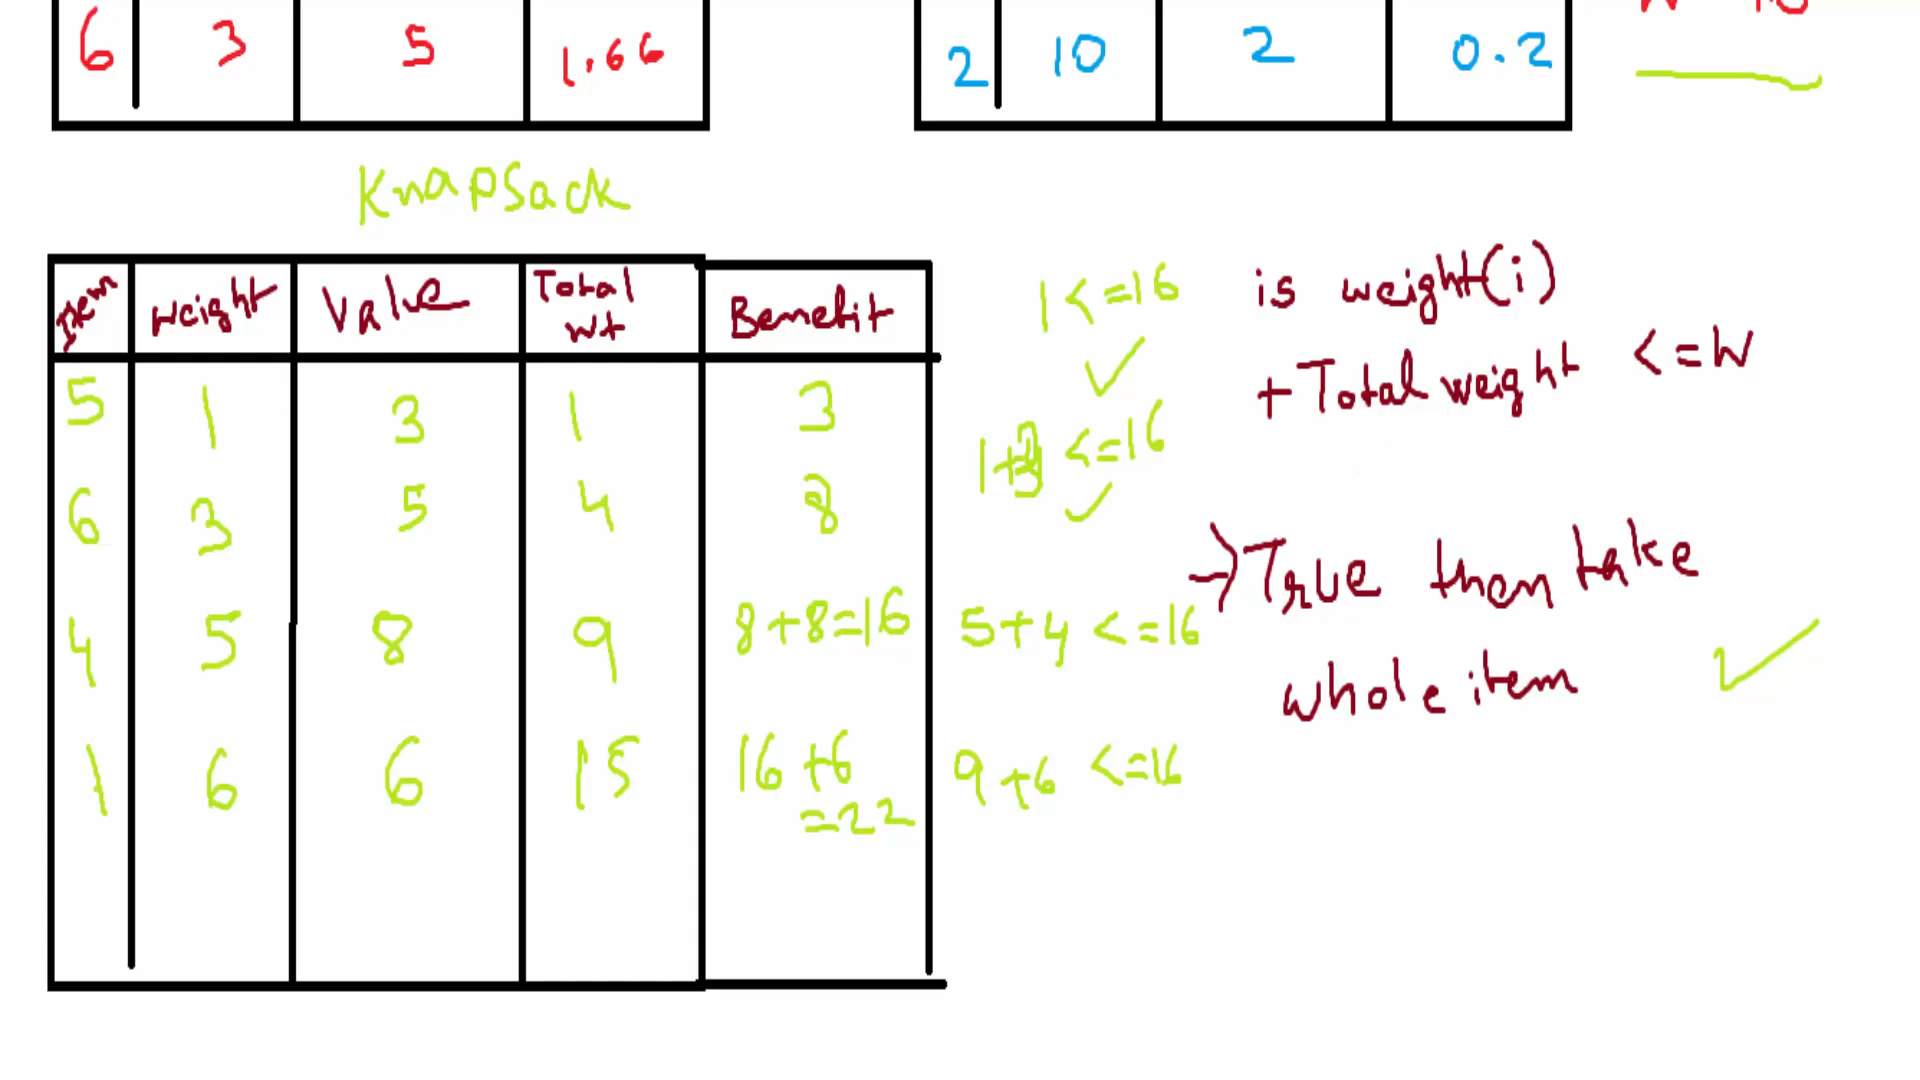 6 3 5 1.66
2 10 2 0.2
Knapsack
Item weight Value Total wt Benefit
5 1 3 1 3
6 3 5 4 8
4 5 8 9 8+8=16
1 6 6 15 16+6
=22
1<=16
1+3 <=16
5+4 <=16
9+6 <=16
is weight(i)
+Total weight <=W
→True then take
whole item